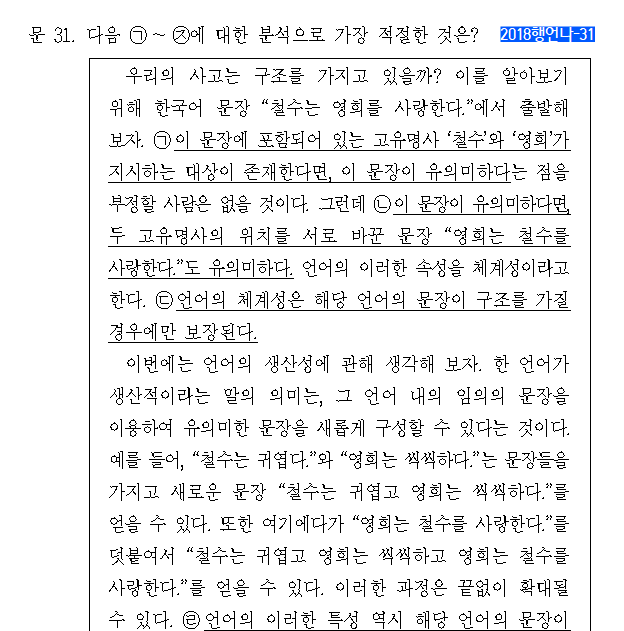 문 31. 다음 ㉠～㉨에 대한 분석으로 가장 적절한 것은? 2018행언나-31
우리의 사고는 구조를 가지고 있을까? 이를 알아보기
위해 한국어 문장 “철수는 영희를 사랑한다.”에서 출발해
보자. ㉠이 문장에 포함되어 있는 고유명사 ‘철수’와 ‘영희’가
지시하는 대상이 존재한다면, 이 문장이 유의미하다는 점을
부정할 사람은 없을 것이다. 그런데 ㉡이 문장이 유의미하다면,
두 고유명사의 위치를 서로 바꾼 문장 “영희는 철수를
사랑한다.”도 유의미하다. 언어의 이러한 속성을 체계성이라고
한다. ㉢언어의 체계성은 해당 언어의 문장이 구조를 가질
경우에만 보장된다.
이번에는 언어의 생산성에 관해 생각해 보자. 한 언어가
생산적이라는 말의 의미는, 그 언어 내의 임의의 문장을
이용하여 유의미한 문장을 새롭게 구성할 수 있다는 것이다.
예를 들어, “철수는 귀엽다.”와 “영희는 씩씩하다.”는 문장들을
가지고 새로운 문장 “철수는 귀엽고 영희는 씩씩하다.”를
얻을 수 있다. 또한 여기에다가 “영희는 철수를 사랑한다.”를
덧붙여서 “철수는 귀엽고 영희는 씩씩하고 영희는 철수를
사랑한다.”를 얻을 수 있다. 이러한 과정은 끝없이 확대될
수 있다. ㉣언어의 이러한 특성 역시 해당 언어의 문장이